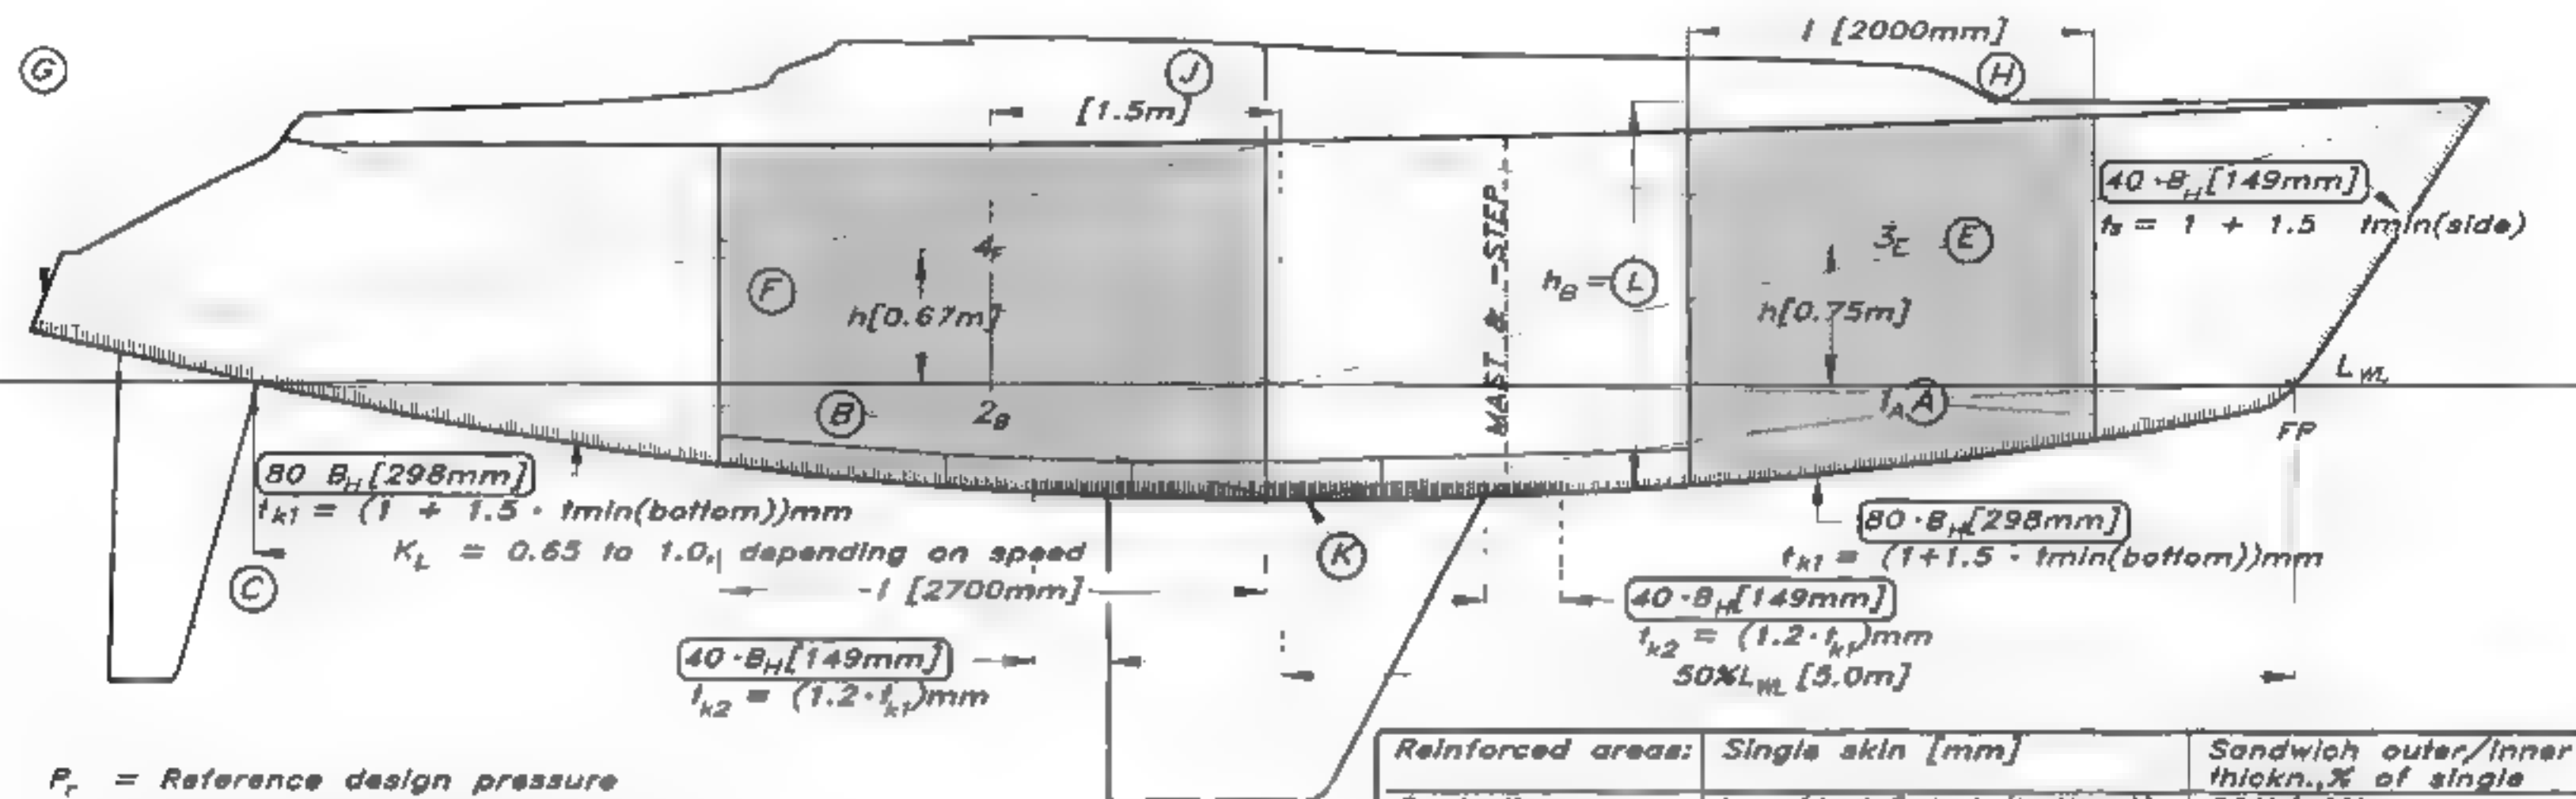 G
l [2000mm]
H
J
[1.5m]
40·B_H[149mm]
t_s = 1 + 1.5 tmin(side)
MAST & -STEP
4_F
3_E E
F
h_B = L
h[0.67m]
h[0.75m]
L_WL
B
2_B
1_A A
FP
80 B_H[298mm]
t_k1 = (1 + 1.5 · tmin(bottom))mm
80·B_H[298mm]
K_L = 0.65 to 1.0, depending on speed
K
t_k1 = (1+1.5 · tmin(bottom))mm
C
-l [2700mm]
40·B_H[149mm]
t_k2 = (1.2·t_k1)mm
40·B_H[149mm]
50%L_WL [5.0m]
t_k2 = (1.2·t_k1)mm
Reinforced areas: Single skin [mm] Sandwich outer/inner
thickn.,% of single
P_r = Reference design pressure